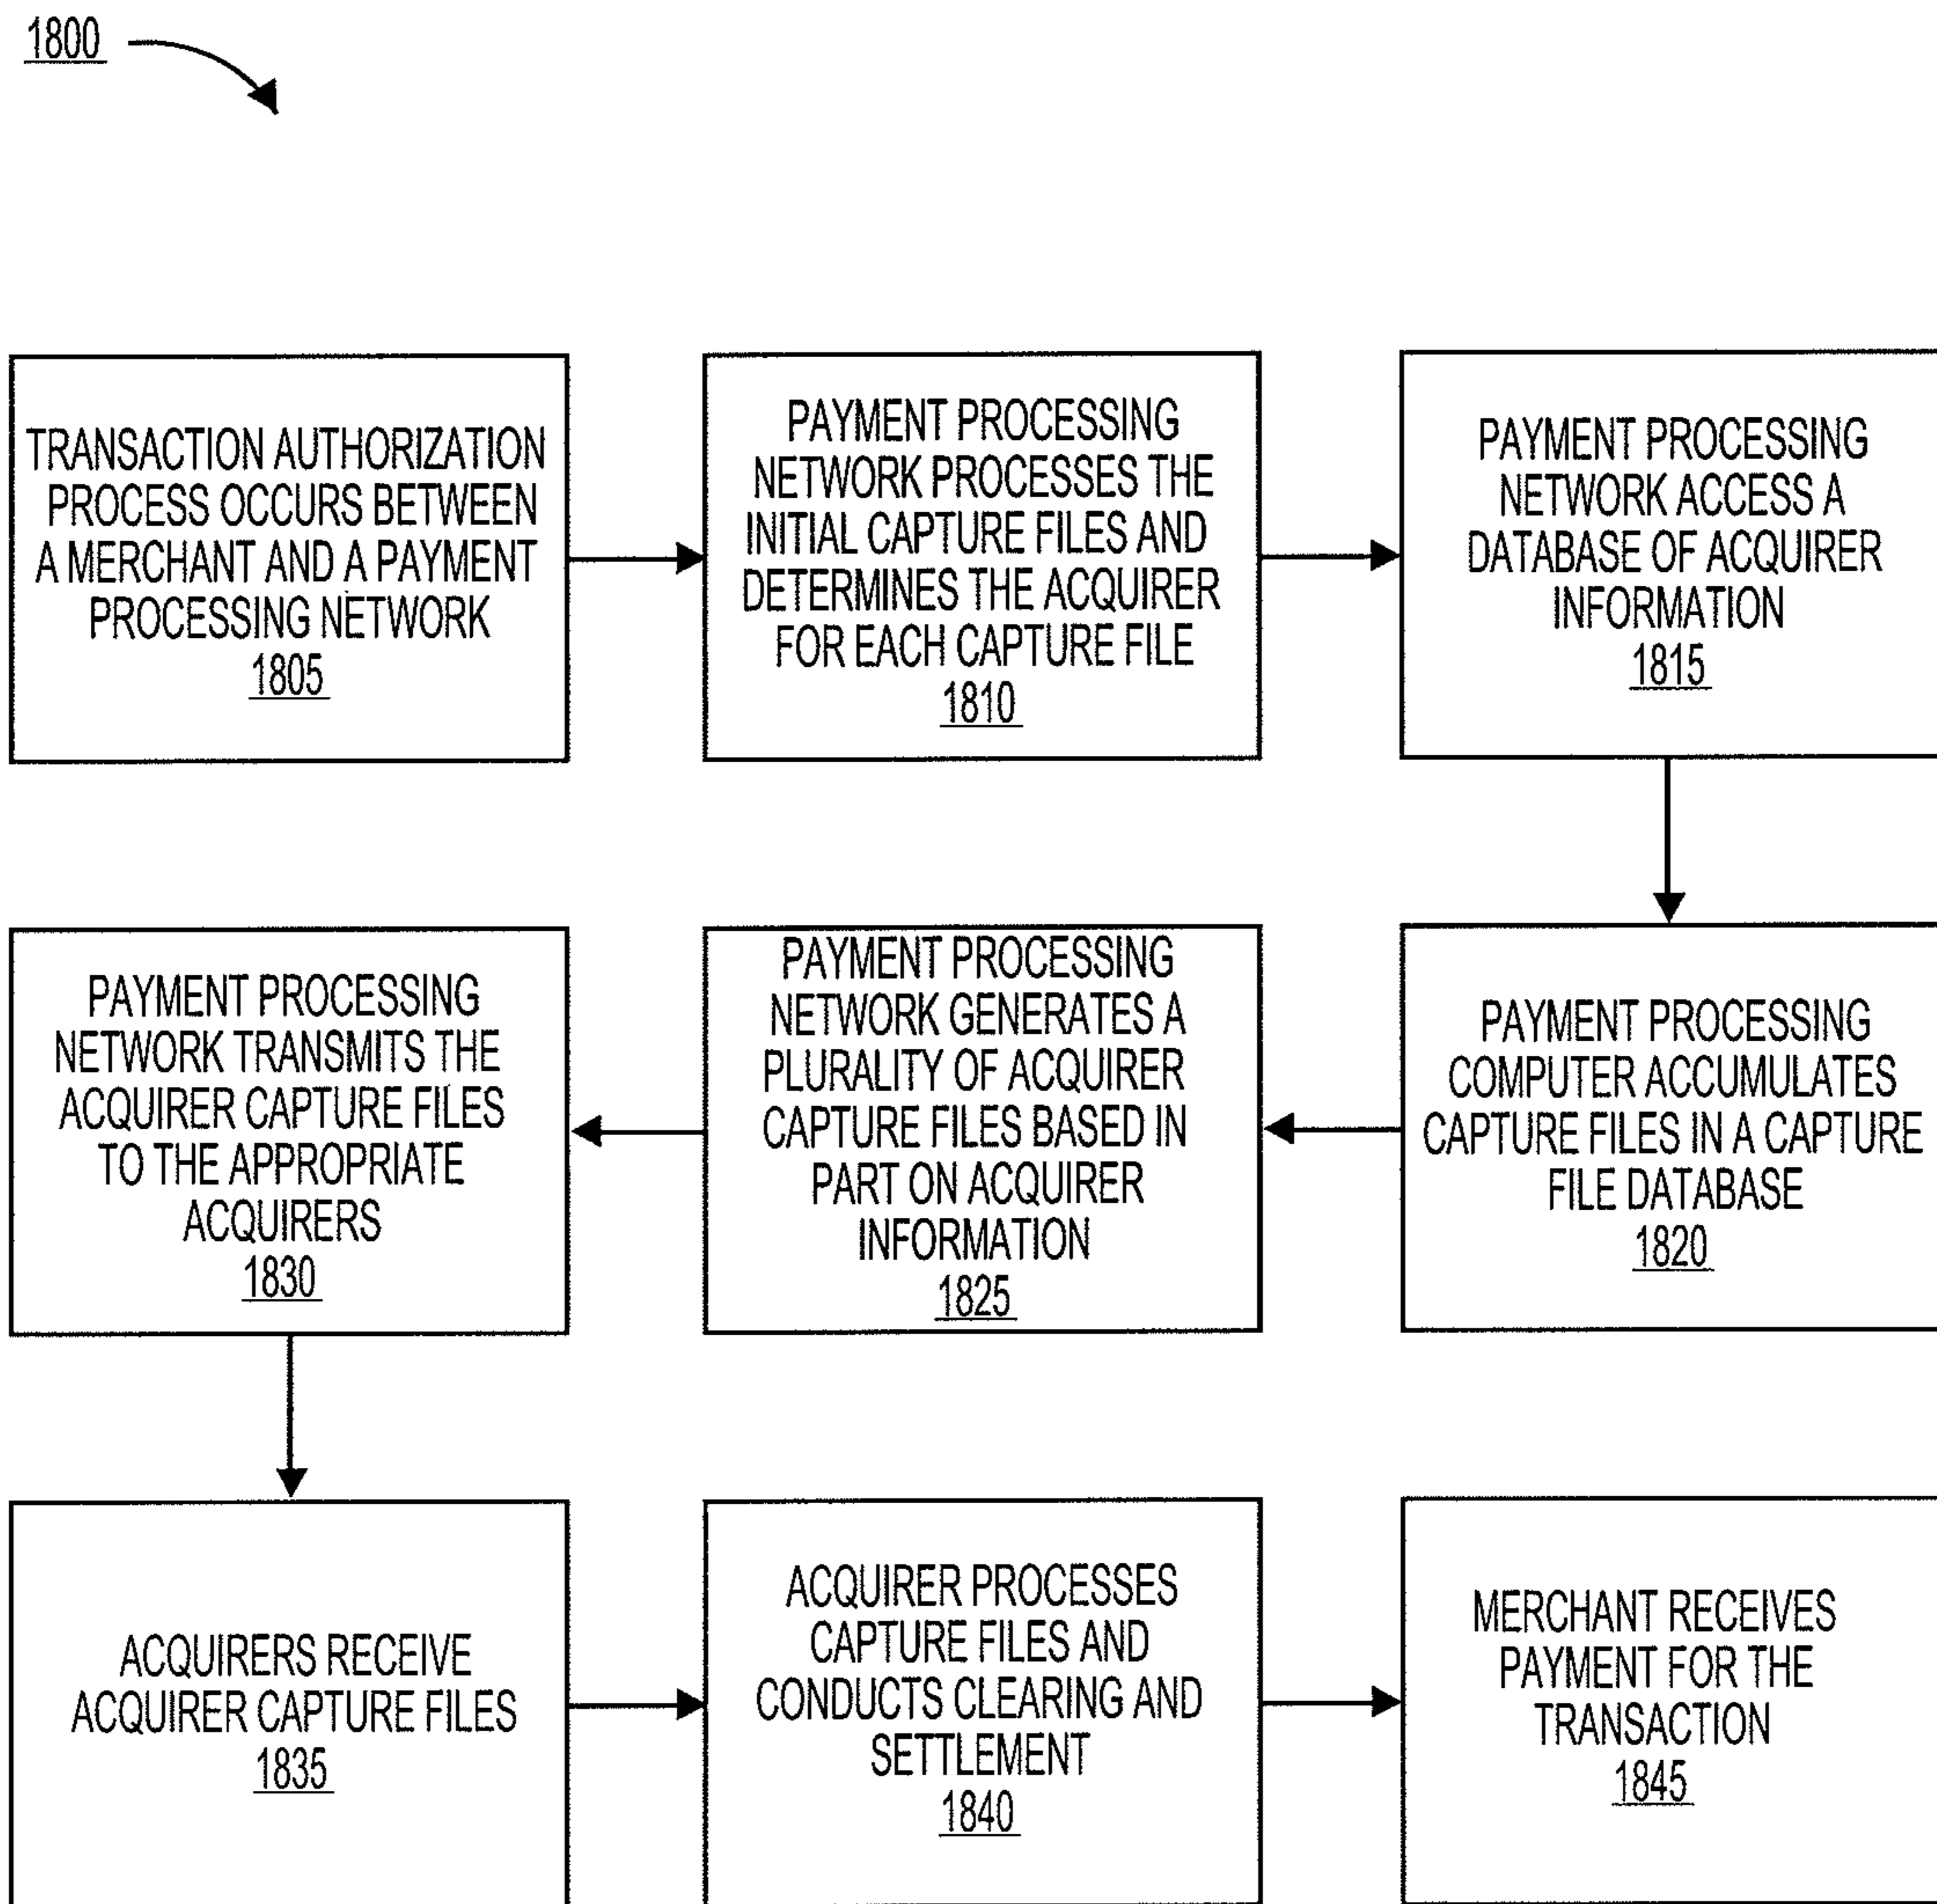 1800
TRANSACTION AUTHORIZATION
PROCESS OCCURS BETWEEN
A MERCHANT AND A PAYMENT
PROCESSING NETWORK
1805
PAYMENT PROCESSING
NETWORK PROCESSES THE
INITIAL CAPTURE FILES AND
DETERMINES THE ACQUIRER
FOR EACH CAPTURE FILE
1810
PAYMENT PROCESSING
NETWORK ACCESS A
DATABASE OF ACQUIRER
INFORMATION
1815
PAYMENT PROCESSING
COMPUTER ACCUMULATES
CAPTURE FILES IN A CAPTURE
FILE DATABASE
1820
PAYMENT PROCESSING
NETWORK GENERATES A
PLURALITY OF ACQUIRER
CAPTURE FILES BASED IN
PART ON ACQUIRER
INFORMATION
1825
PAYMENT PROCESSING
NETWORK TRANSMITS THE
ACQUIRER CAPTURE FILES
TO THE APPROPRIATE
ACQUIRERS
1830
ACQUIRERS RECEIVE
ACQUIRER CAPTURE FILES
1835
ACQUIRER PROCESSES
CAPTURE FILES AND
CONDUCTS CLEARING AND
SETTLEMENT
1840
MERCHANT RECEIVES
PAYMENT FOR THE
TRANSACTION
1845